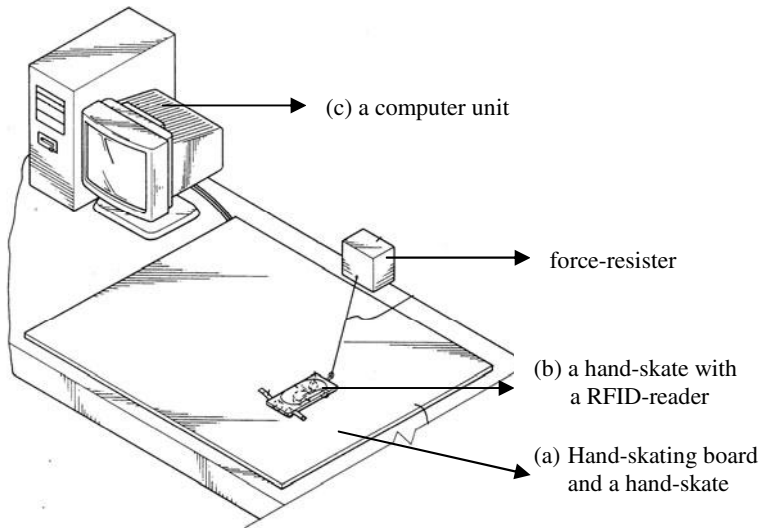 (c) a computer unit
force-resister
(b) a hand-skate with
a RFID-reader
(a) Hand-skating board
and a hand-skate